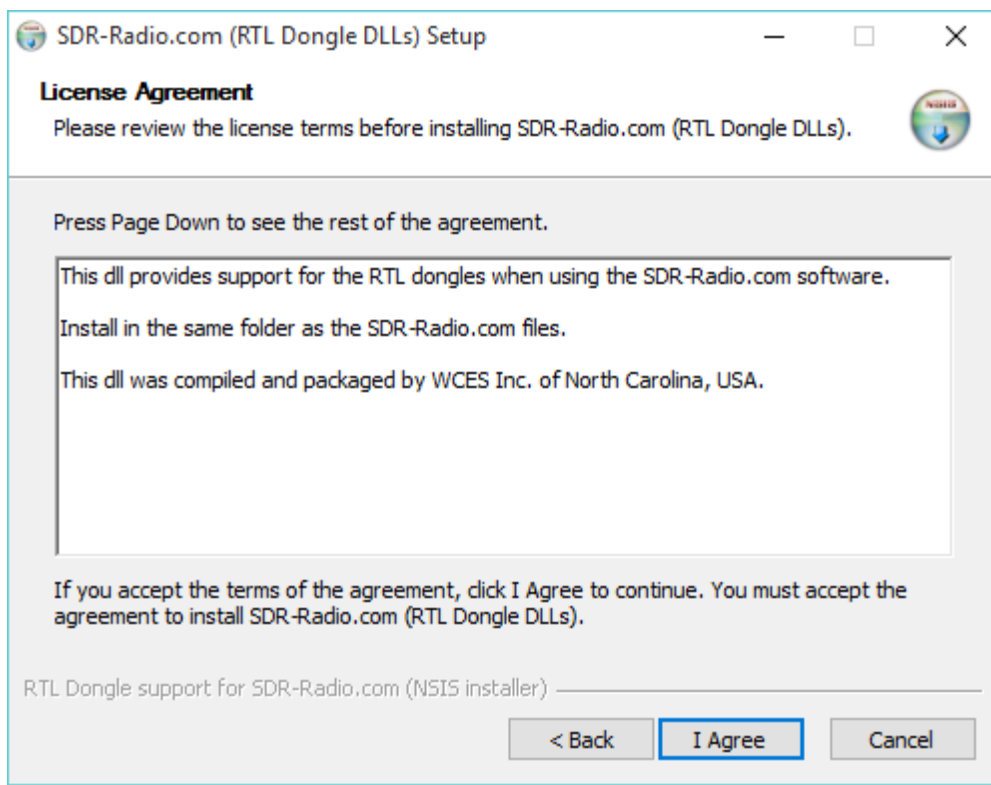 SDR-Radio.com (RTL Dongle DLLs) Setup
License Agreement
Please review the license terms before installing SDR-Radio.com (RTL Dongle DLLs).
NSIS
Press Page Down to see the rest of the agreement.
This dll provides support for the RTL dongles when using the SDR-Radio.com software.
Install in the same folder as the SDR-Radio.com files.
This dll was compiled and packaged by WCES Inc. of North Carolina, USA.
If you accept the terms of the agreement, click I Agree to continue. You must accept the
agreement to install SDR-Radio.com (RTL Dongle DLLs).
RTL Dongle support for SDR-Radio.com (NSIS installer)
< Back
I Agree
Cancel